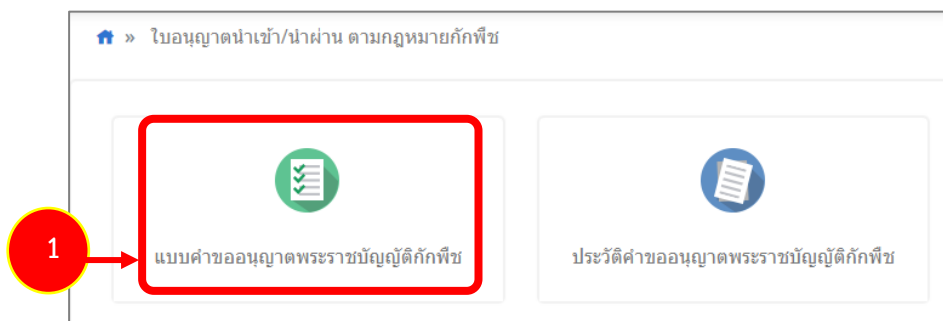 » ใบอนุญาตนำเข้า/นำผ่าน ตามกฎหมายกักพืช
1
แบบคำขออนุญาตพระราชบัญญัติกักพืช
ประวัติคำขออนุญาตพระราชบัญญัติกักพืช